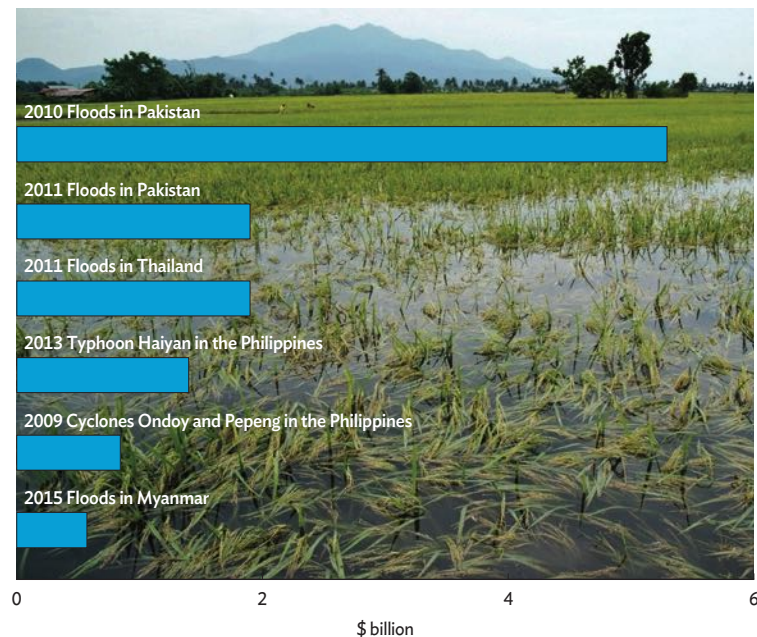 2010 Floods in Pakistan
2011 Floods in Pakistan
2011 Floods in Thailand
2013 Typhoon Haiyan in the Philippines
2009 Cyclones Ondoy and Pepeng in the Philippines
2015 Floods in Myanmar
0 2 4 6
$ billion